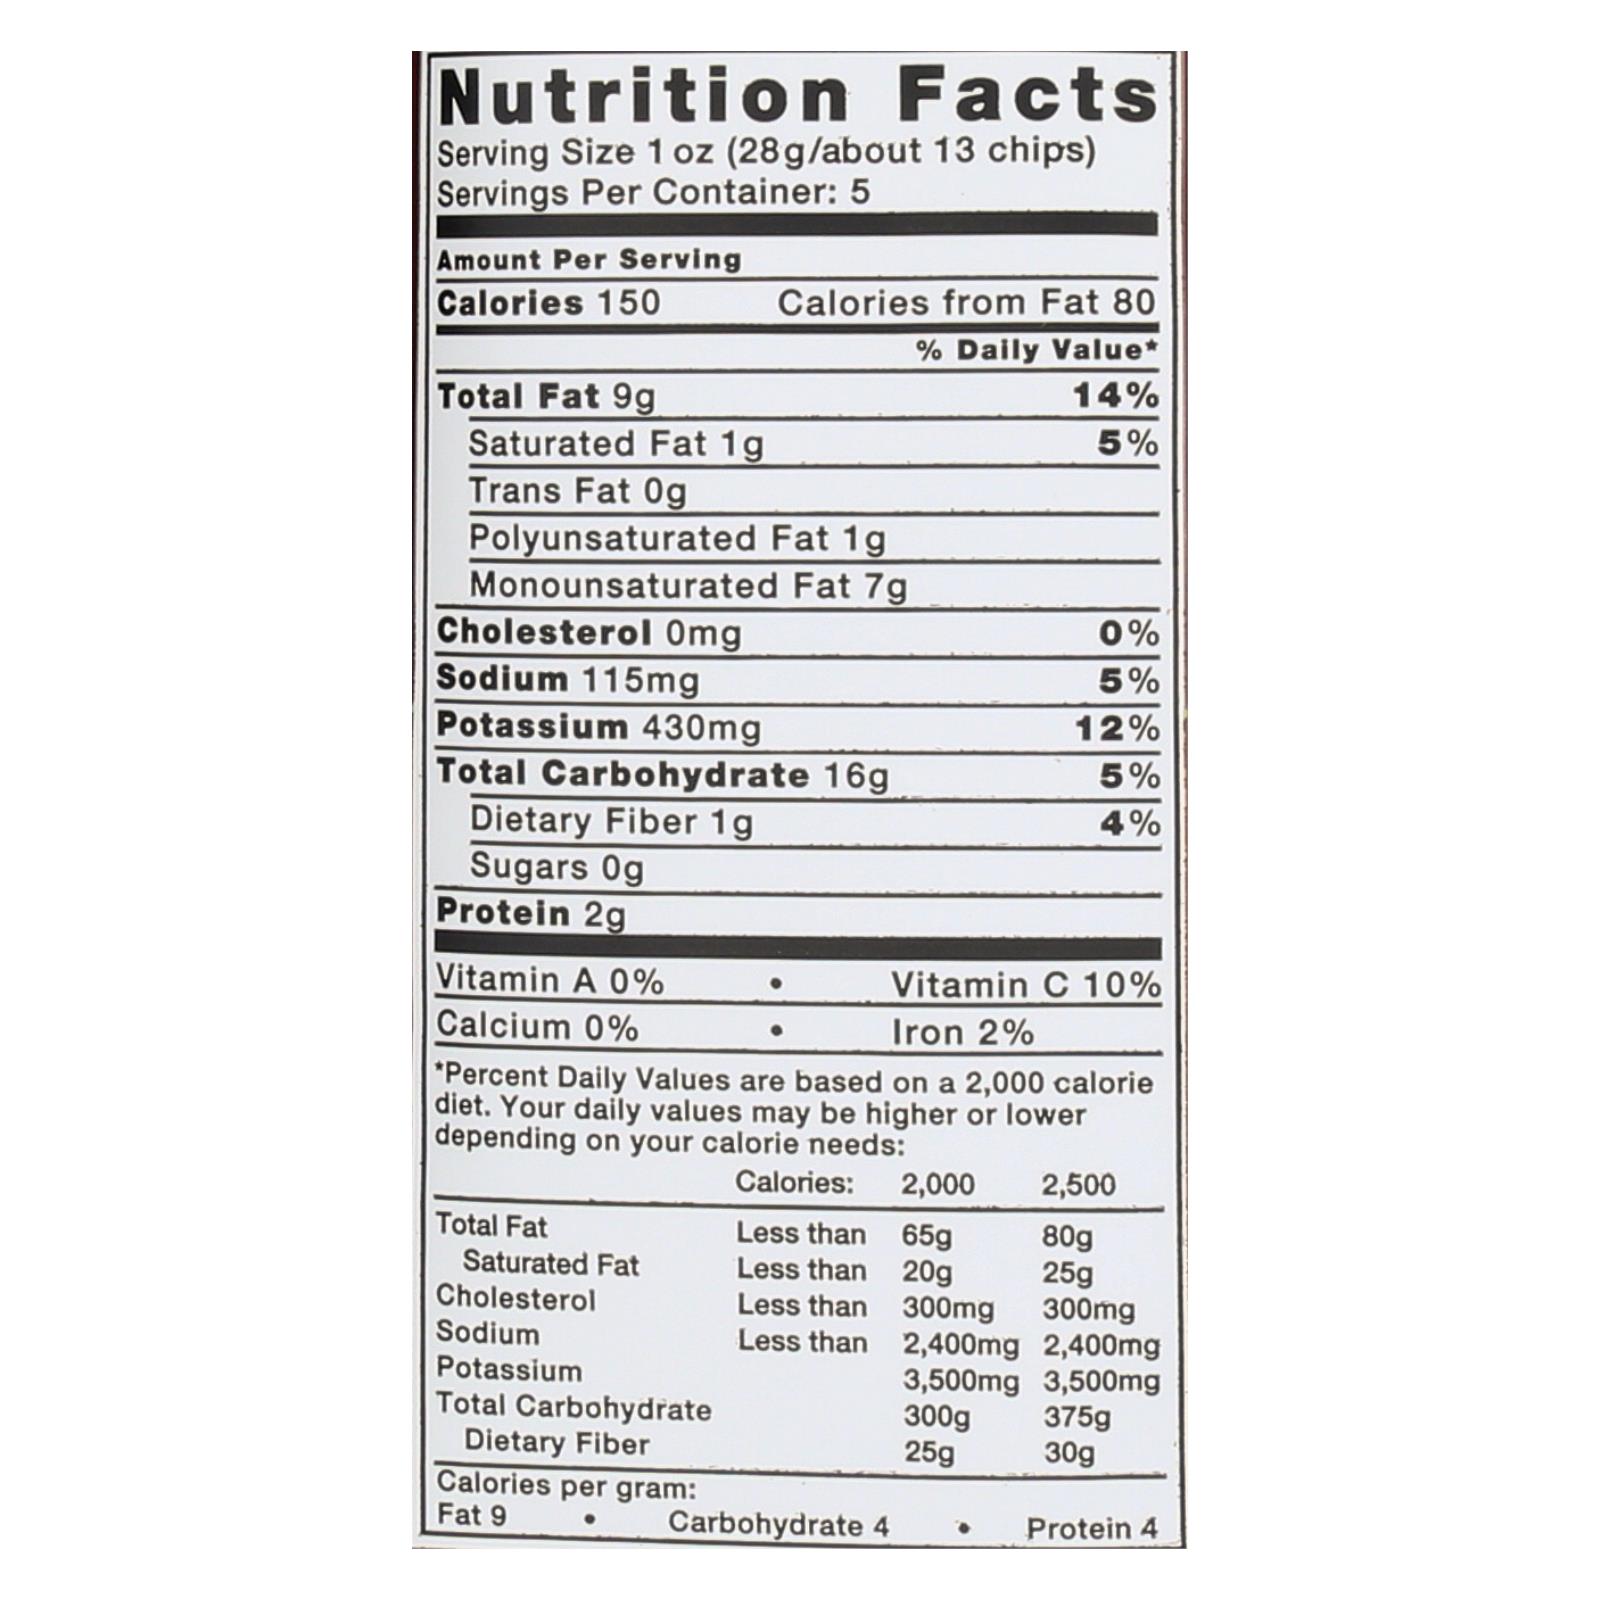 Nutrition Facts
Serving Size 1 oz (28g/about 13 chips)
Servings Per Container: 5
Amount Per Serving
Calories 150 Calories from Fat 80
% Daily Value*
Total Fat 9g 14%
Saturated Fat 1g 5%
Trans Fat 0g
Polyunsaturated Fat 1g
Monounsaturated Fat 7g
Cholesterol 0mg 0%
Sodium 115mg 5%
Potassium 430mg 12%
Total Carbohydrate 16g 5%
Dietary Fiber 1g 4%
Sugars 0g
Protein 2g
Vitamin A 0% • Vitamin C 10%
Calcium 0% • Iron 2%
*Percent Daily Values are based on a 2,000 calorie
diet. Your daily values may be higher or lower
depending on your calorie needs:
Calories: 2,000 2,500
Total Fat Less than 65g 80g
Saturated Fat Less than 20g 25g
Cholesterol Less than 300mg 300mg
Sodium Less than 2,400mg 2,400mg
Potassium 3,500mg 3,500mg
Total Carbohydrate 300g 375g
Dietary Fiber 25g 30g
Calories per gram:
Fat 9 • Carbohydrate 4 • Protein 4